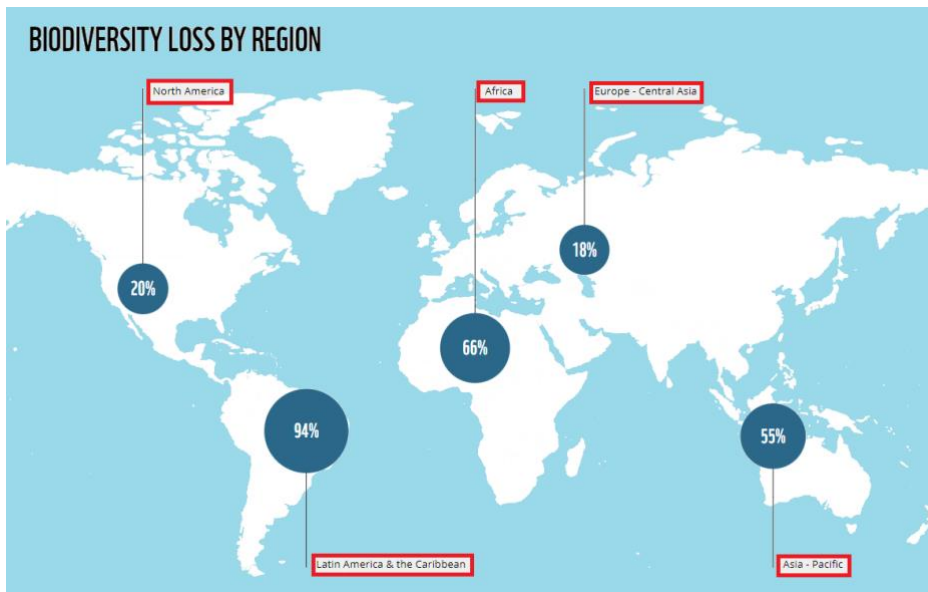 BIODIVERSITY LOSS BY REGION
North America
Africa
Europe - Central Asia
18%
20%
66%
94%
55%
Latin America & the Caribbean
Asia - Pacific